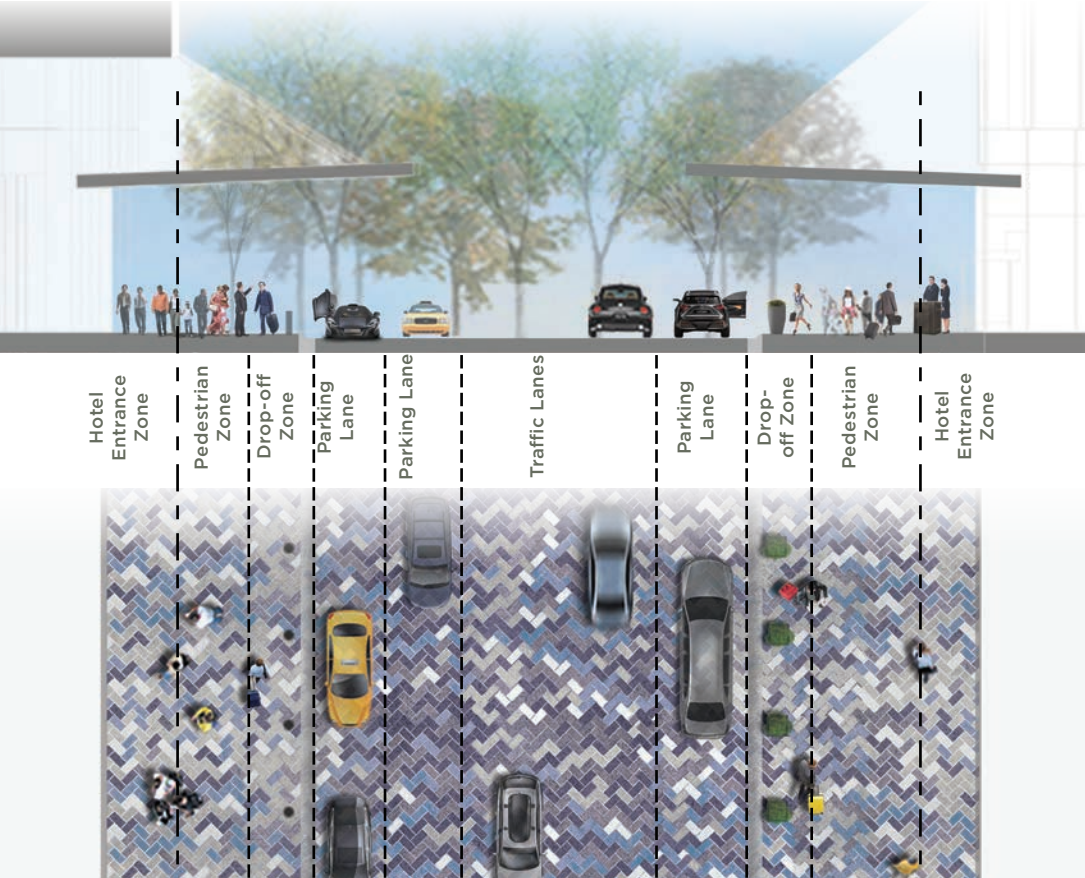 Hotel
Entrance
Zone
Pedestrian
Zone
Drop-off
Zone
Parking
Lane
Parking Lane
Traffic Lanes
Parking
Lane
Drop-
off Zone
Pedestrian
Zone
Hotel
Entrance
Zone